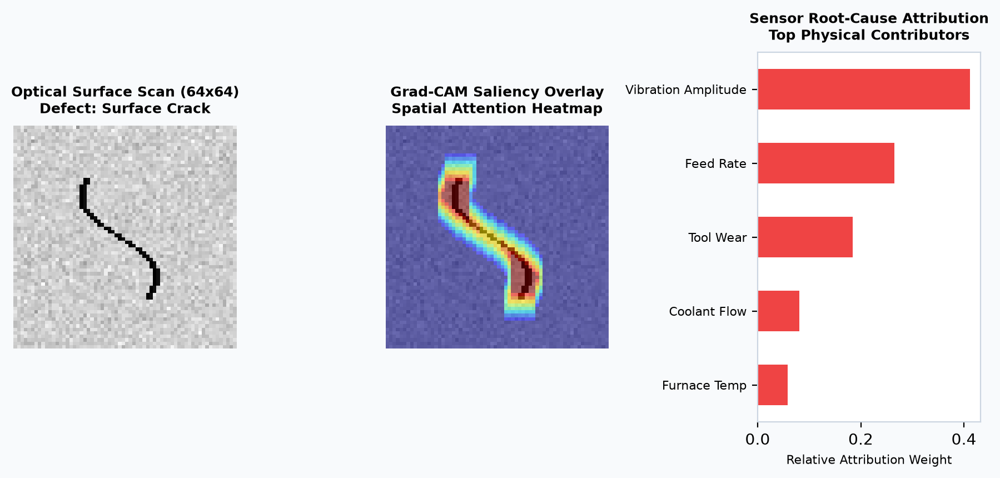 Optical Surface Scan (64x64)
Defect: Surface Crack
Grad-CAM Saliency Overlay
Spatial Attention Heatmap
Sensor Root-Cause Attribution
Top Physical Contributors
Vibration Amplitude
Feed Rate
Tool Wear
Coolant Flow
Furnace Temp
0.0 0.2 0.4
Relative Attribution Weight